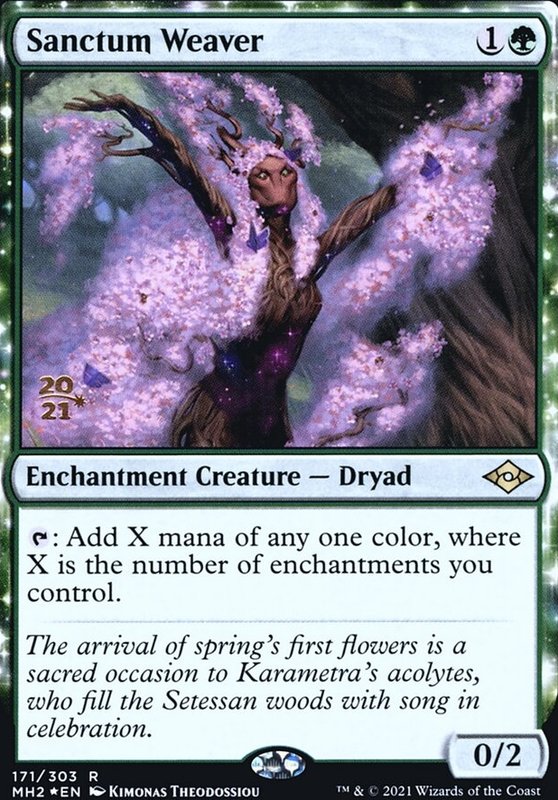 Sanctum Weaver 1
20
21
Enchantment Creature — Dryad
: Add X mana of any one color, where
X is the number of enchantments you
control.
The arrival of spring's first flowers is a
sacred occasion to Karametra's acolytes,
who fill the Setessan woods with song in
celebration.
0/2
171/303 R
MH2 ★ EN Kimonas Theodossiou
™ & © 2021 Wizards of the Coast